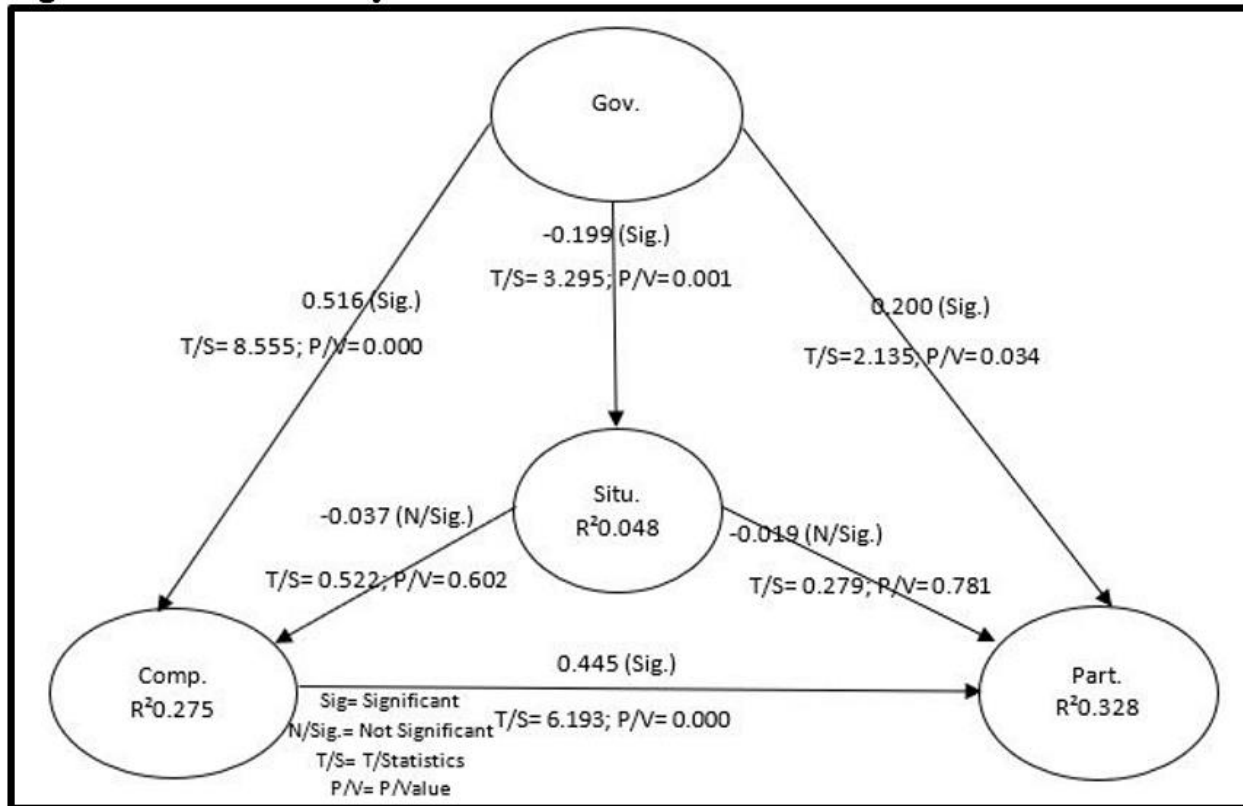 Gov.
-0.199 (Sig.)
T/S= 3.295; P/V=0.001
0.516 (Sig.)
T/S= 8.555; P/V=0.000
0.200 (Sig.)
T/S=2.135; P/V=0.034
Situ.
R²0.048
-0.037 (N/Sig.)
T/S= 0.522; P/V=0.602
-0.019 (N/Sig.)
T/S= 0.279; P/V=0.781
Comp.
R²0.275
0.445 (Sig.)
T/S= 6.193; P/V= 0.000
Part.
R²0.328
Sig= Significant
N/Sig.= Not Significant
T/S= T/Statistics
P/V= P/Value